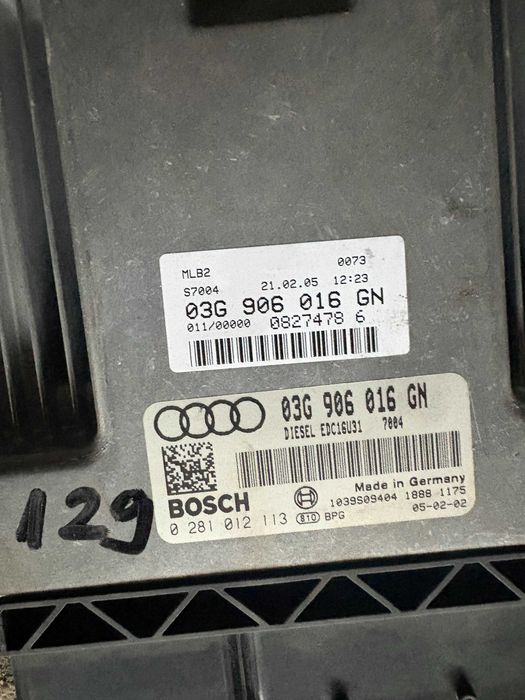 MLB2 0073
S7004 21.02.05 12:23
03G 906 016 GN
011/00000 0827478 6
03G 906 016 GN
DIESEL EDC16U31 7004
BOSCH
Made in Germany
1039S09404 1888 1175
0 281 012 113 S10 BPG 05-02-02
129